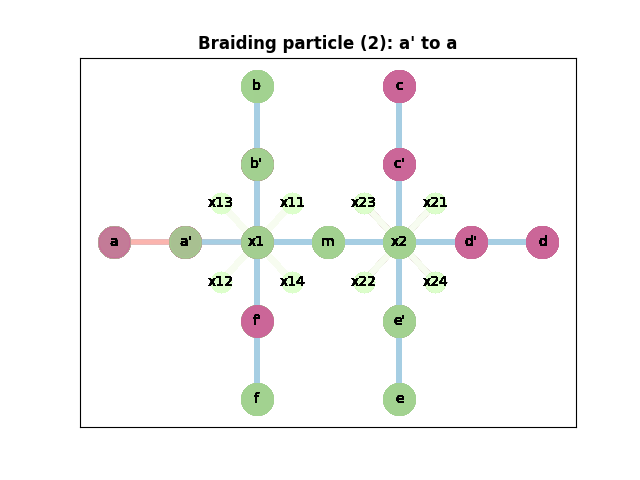 Braiding particle (2): a' to a
b c
b' c'
x13 x11 x23 x21
a a' x1 m x2 d' d
x12 x14 x22 x24
f' e'
f e